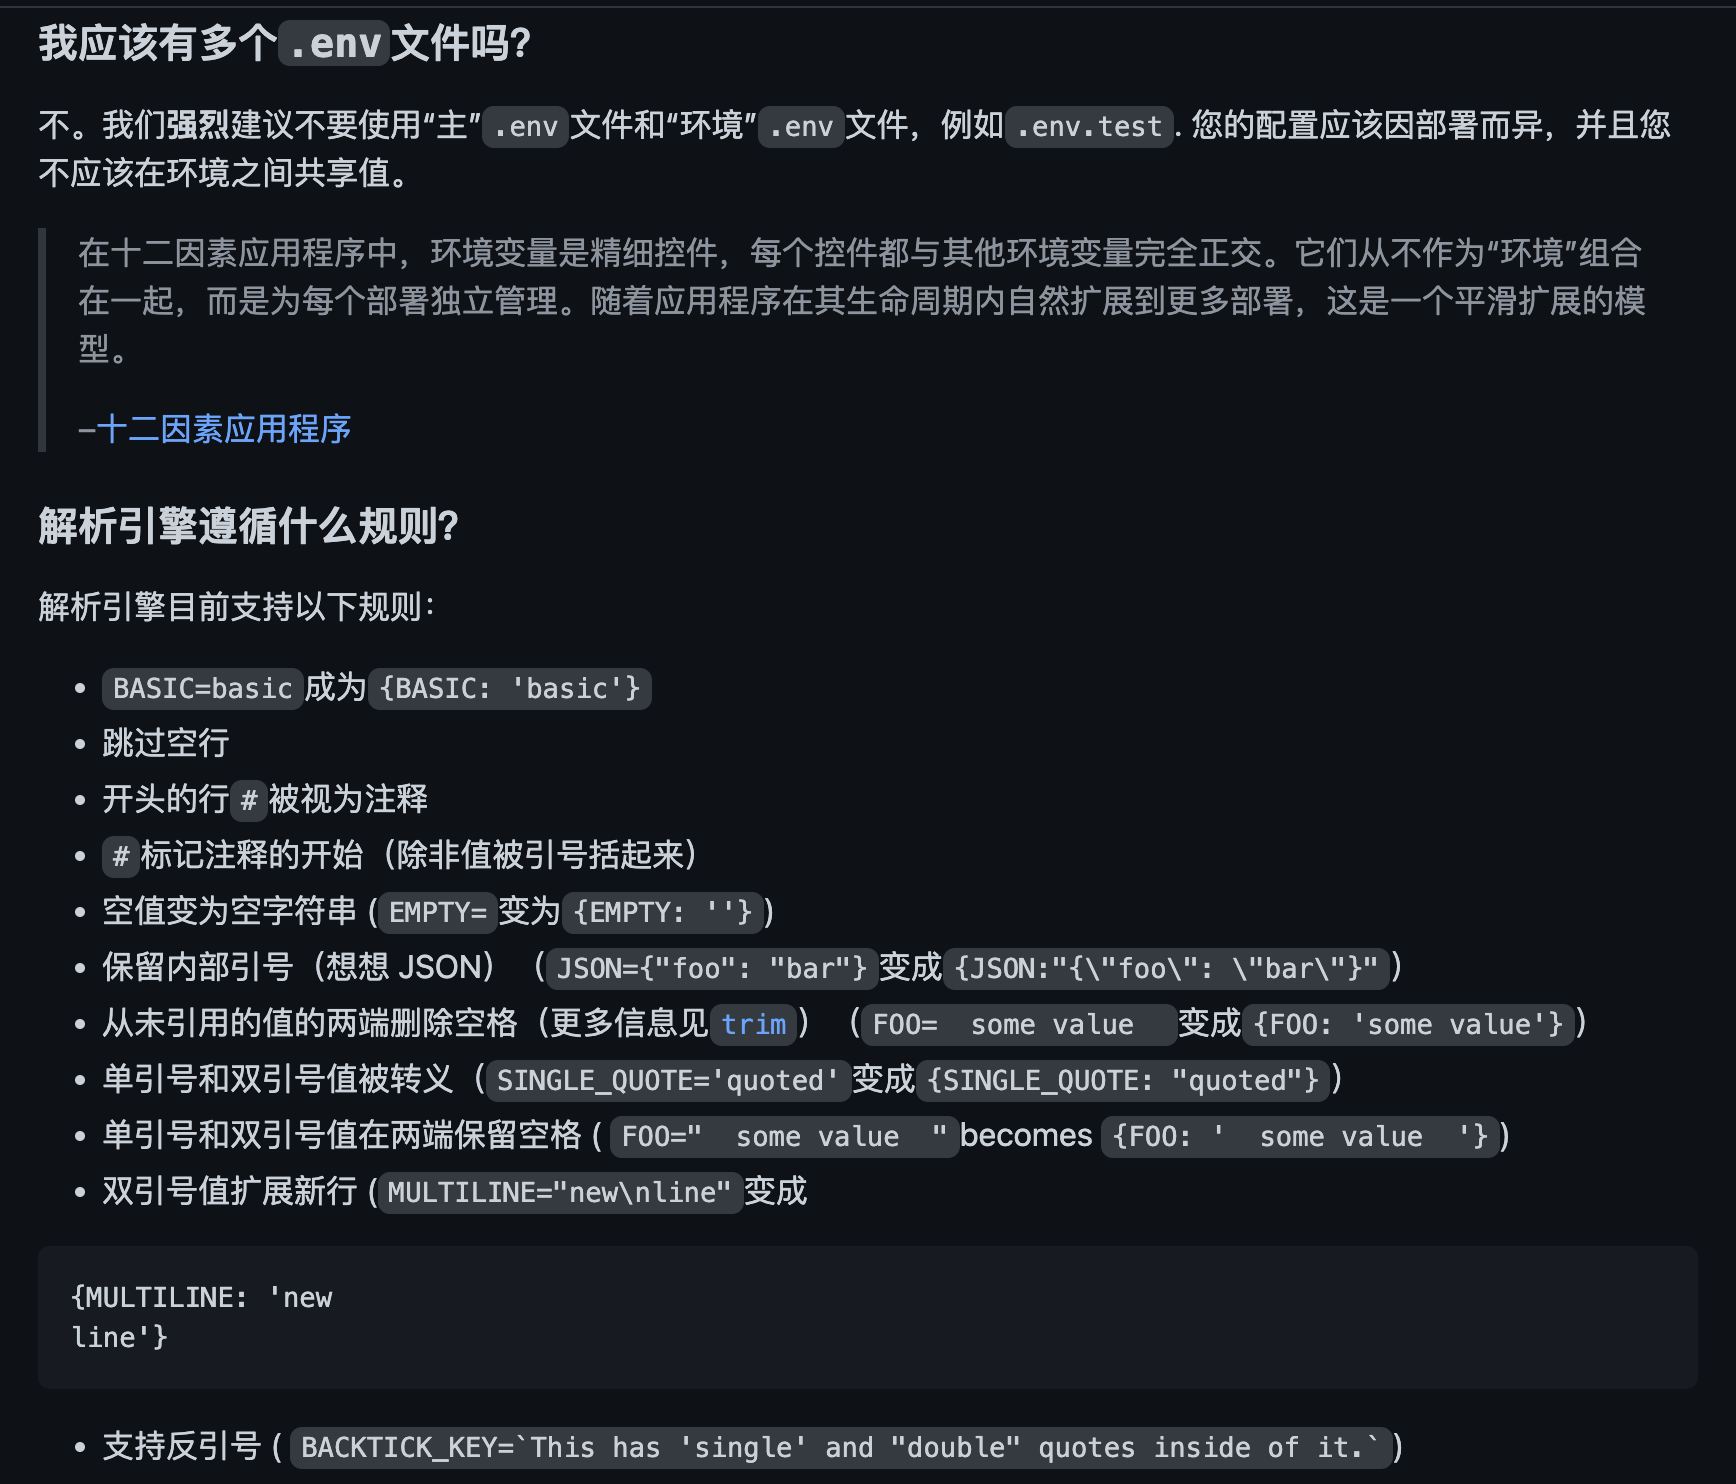 我应该有多个.env文件吗?
不。我们强烈建议不要使用“主”.env文件和“环境”.env文件，例如.env.test. 您的配置应该因部署而异，并且您
不应该在环境之间共享值。
在十二因素应用程序中，环境变量是精细控件，每个控件都与其他环境变量完全正交。它们从不作为“环境”组合
在一起，而是为每个部署独立管理。随着应用程序在其生命周期内自然扩展到更多部署，这是一个平滑扩展的模
型。
–十二因素应用程序
解析引擎遵循什么规则?
解析引擎目前支持以下规则：
• BASIC=basic成为{BASIC: 'basic'}
• 跳过空行
• 开头的行#被视为注释
• #标记注释的开始（除非值被引号括起来）
• 空值变为空字符串 (EMPTY=变为{EMPTY: ''})
• 保留内部引号（想想 JSON）（JSON={"foo": "bar"}变成{JSON:"{\"foo\": \"bar\"}")
• 从未引用的值的两端删除空格（更多信息见trim）（FOO=  some value  变成{FOO: 'some value'})
• 单引号和双引号值被转义（SINGLE_QUOTE='quoted'变成{SINGLE_QUOTE: "quoted"})
• 单引号和双引号值在两端保留空格 ( FOO="  some value  "becomes {FOO: '  some value  '})
• 双引号值扩展新行 (MULTILINE="new\nline"变成
{MULTILINE: 'new
line'}
• 支持反引号 ( BACKTICK_KEY=`This has 'single' and "double" quotes inside of it.`)